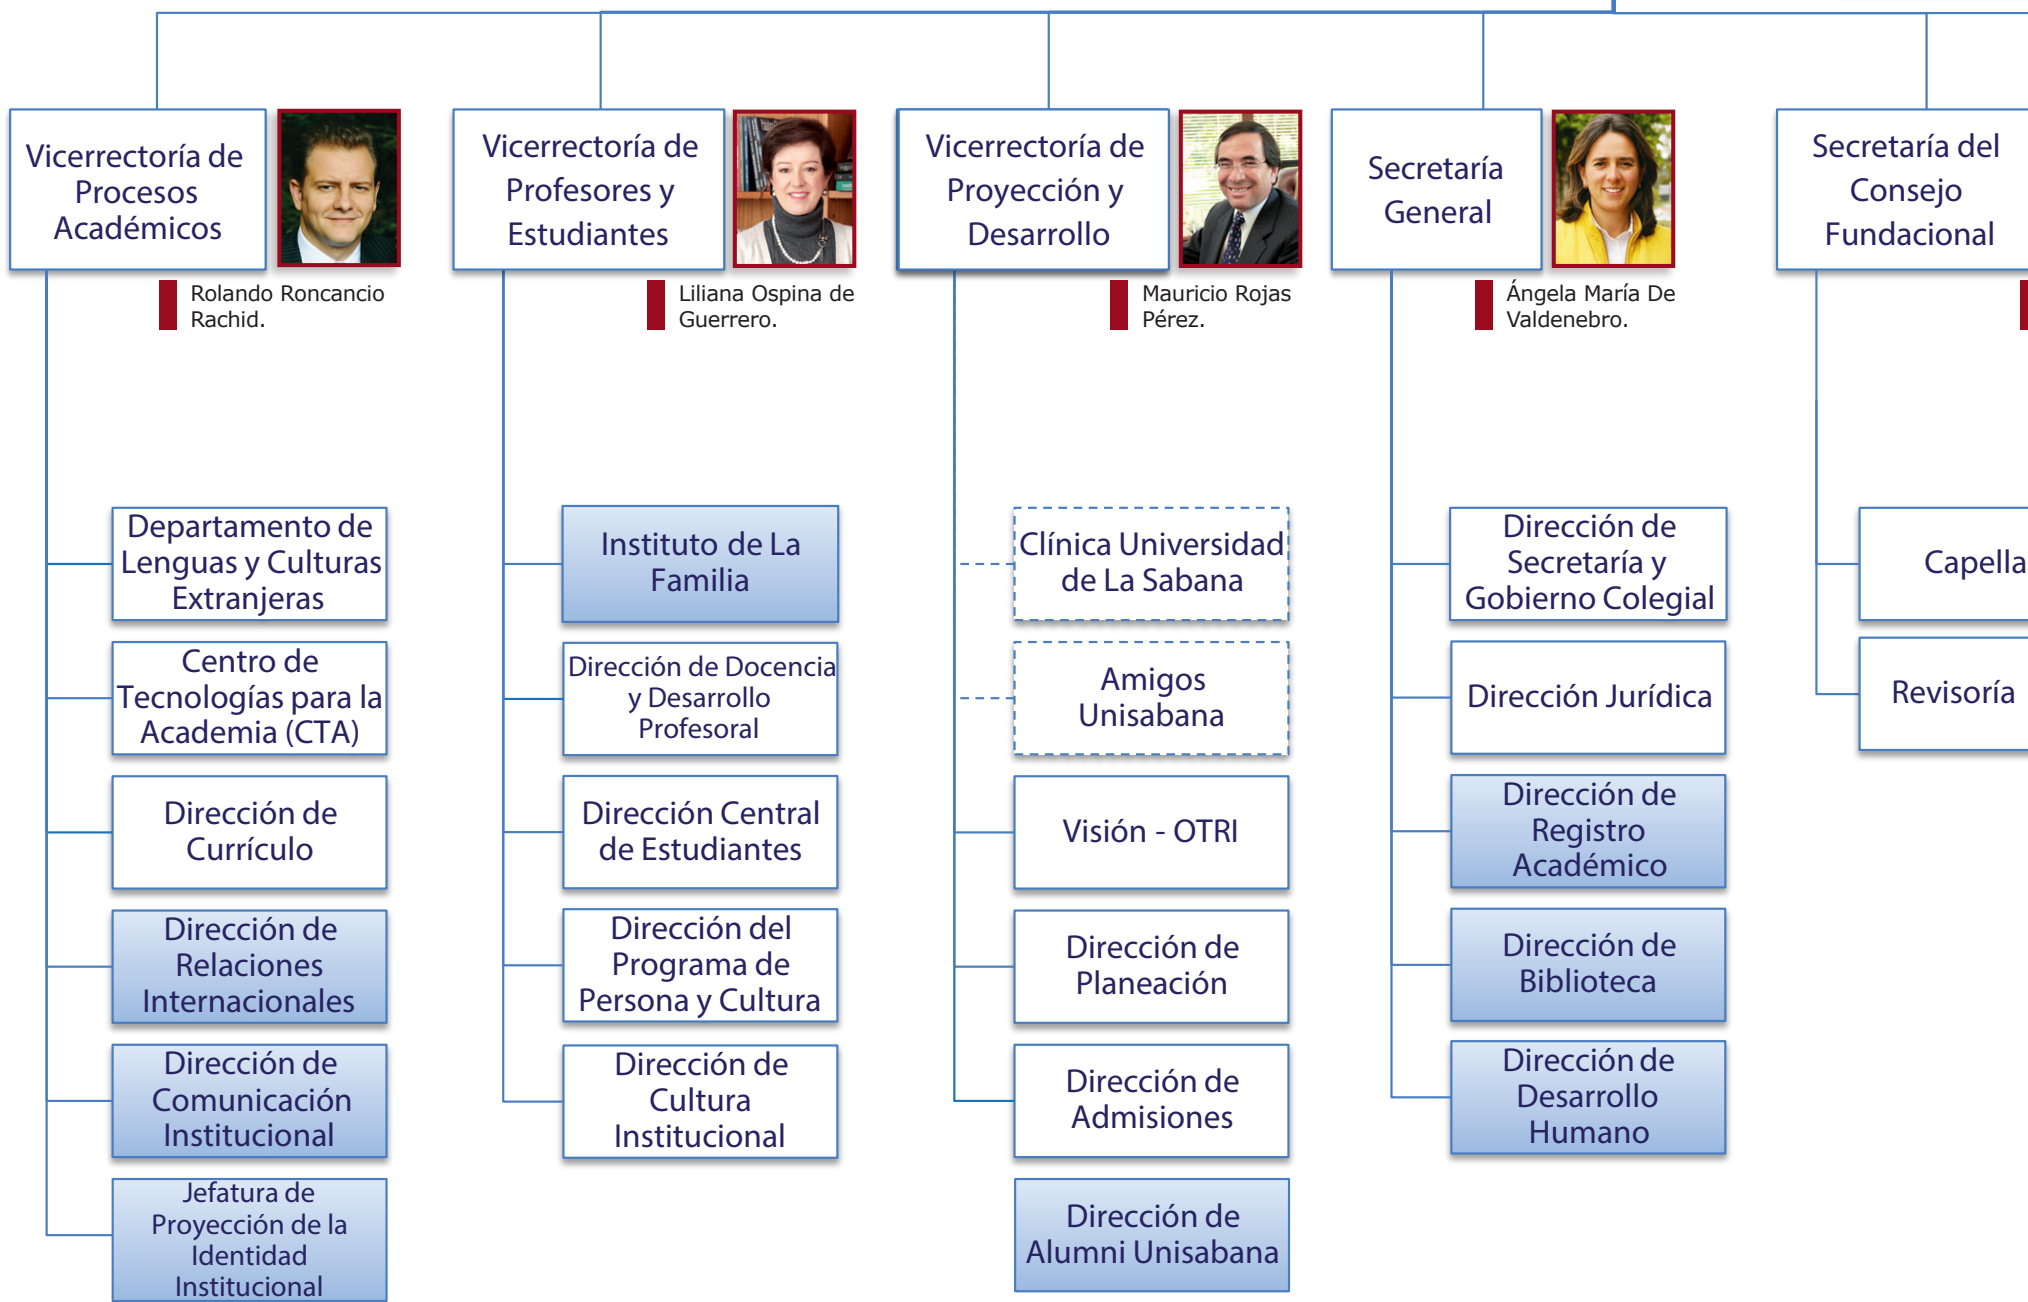 Vicerrectoría de
Procesos
Académicos
Rolando Roncancio
Rachid.
Departamento de
Lenguas y Culturas
Extranjeras
Centro de
Tecnologías para la
Academia (CTA)
Dirección de
Currículo
Dirección de
Relaciones
Internacionales
Dirección de
Comunicación
Institucional
Jefatura de
Proyección de la
Identidad
Institucional
Vicerrectoría de
Profesores y
Estudiantes
Liliana Ospina de
Guerrero.
Instituto de La
Familia
Dirección de Docencia
y Desarrollo
Profesoral
Dirección Central
de Estudiantes
Dirección del
Programa de
Persona y Cultura
Dirección de
Cultura
Institucional
Vicerrectoría de
Proyección y
Desarrollo
Mauricio Rojas
Pérez.
Clínica Universidad
de La Sabana
Amigos
Unisabana
Visión - OTRI
Dirección de
Planeación
Dirección de
Admisiones
Dirección de
Alumni Unisabana
Secretaría
General
Ángela María De
Valdenebro.
Dirección de
Secretaría y
Gobierno Colegial
Dirección Jurídica
Dirección de
Registro
Académico
Dirección de
Biblioteca
Dirección de
Desarrollo
Humano
Secretaría del
Consejo
Fundacional
Capella
Revisoría